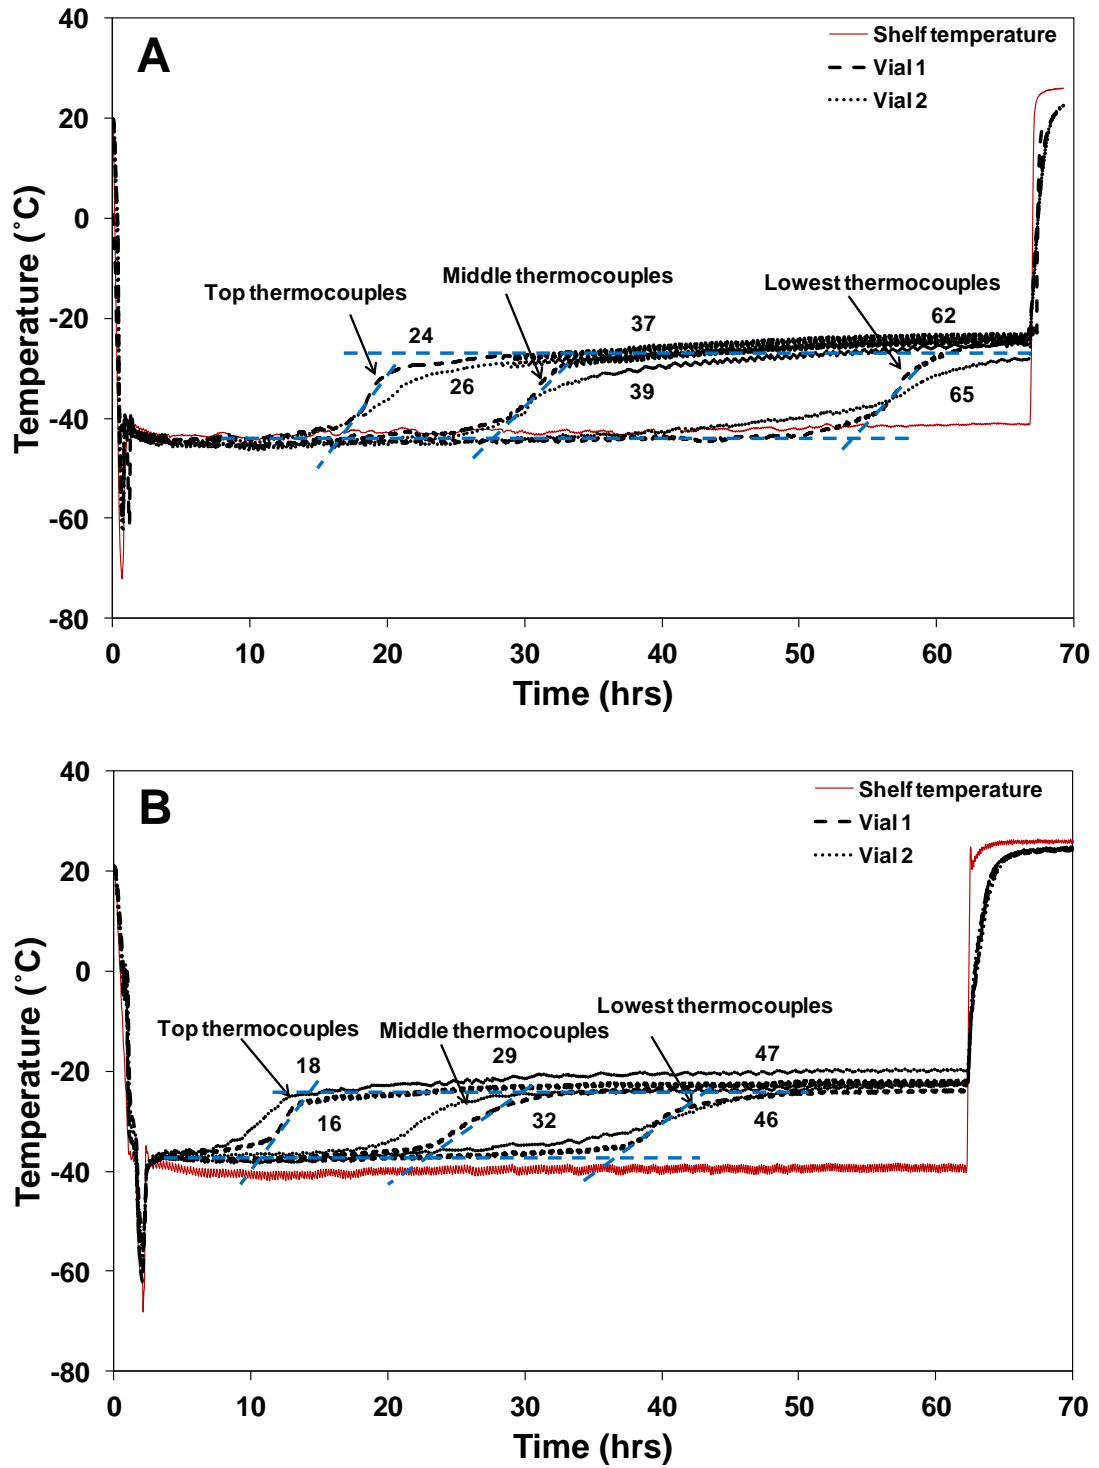 40
A
Shelf temperature
Vial 1
Vial 2
20
0
Middle thermocouples
Top thermocouples
Lowest thermocouples
-20
24
37
62
26
39
65
-40
-60
-80
0 10 20 30 40 50 60 70
Temperature (˚C)
Time (hrs)
40
B
Shelf temperature
Vial 1
Vial 2
20
0
Lowest thermocouples
Top thermocouples
Middle thermocouples
-20
18
29
47
16
32
46
-40
-60
-80
0 10 20 30 40 50 60 70
Temperature (˚C)
Time (hrs)